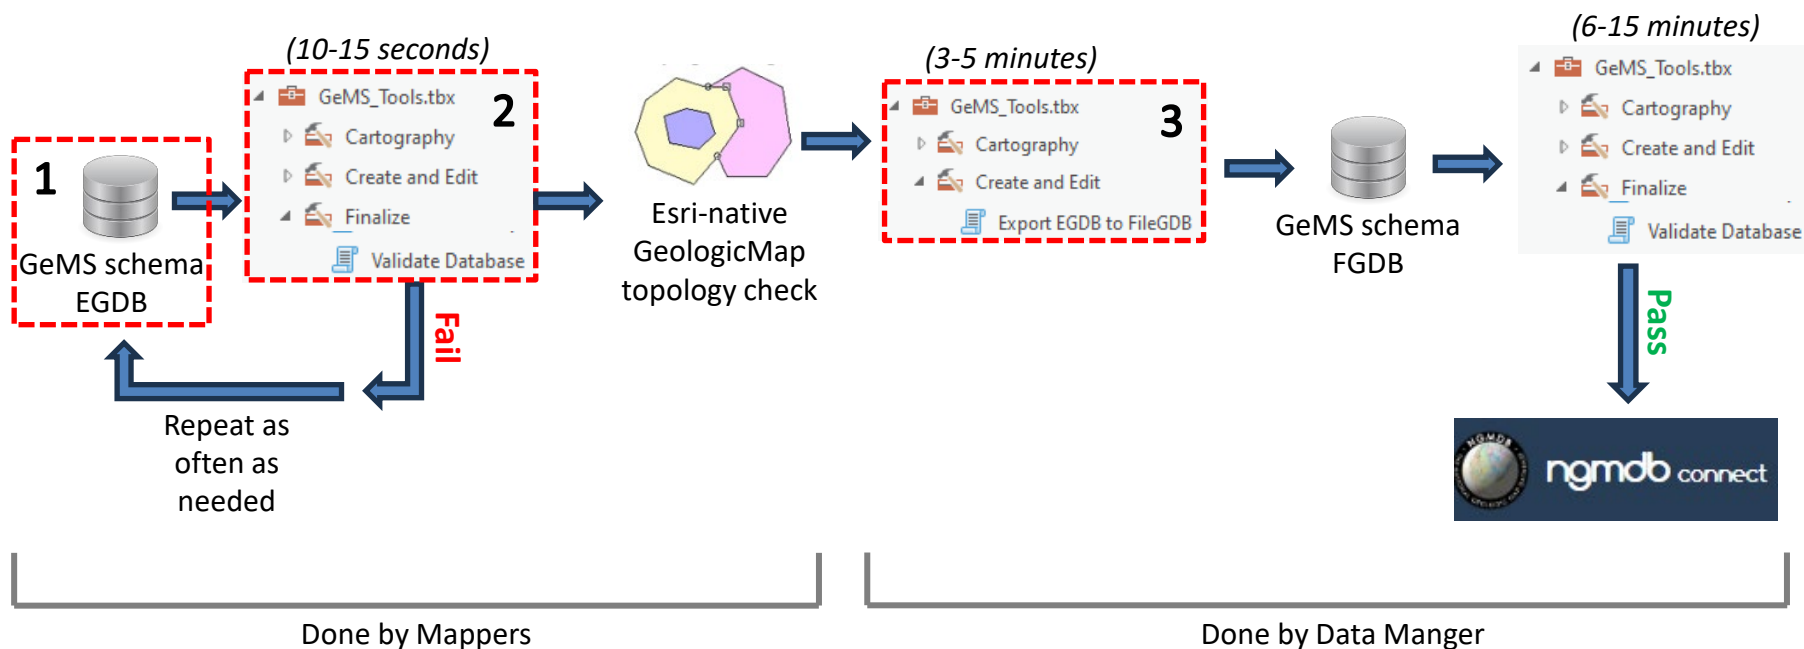 (10-15 seconds)
GeMS_Tools.tbx
2
Cartography
Create and Edit
Finalize
Validate Database
1
GeMS schema
EGDB
Fail
Repeat as
often as
needed
Esri-native
GeologicMap
topology check
(3-5 minutes)
GeMS_Tools.tbx
3
Cartography
Create and Edit
Export EGDB to FileGDB
GeMS schema
FGDB
(6-15 minutes)
GeMS_Tools.tbx
Cartography
Create and Edit
Finalize
Validate Database
Pass
NGMDB
ngmdb connect
Done by Mappers
Done by Data Manger